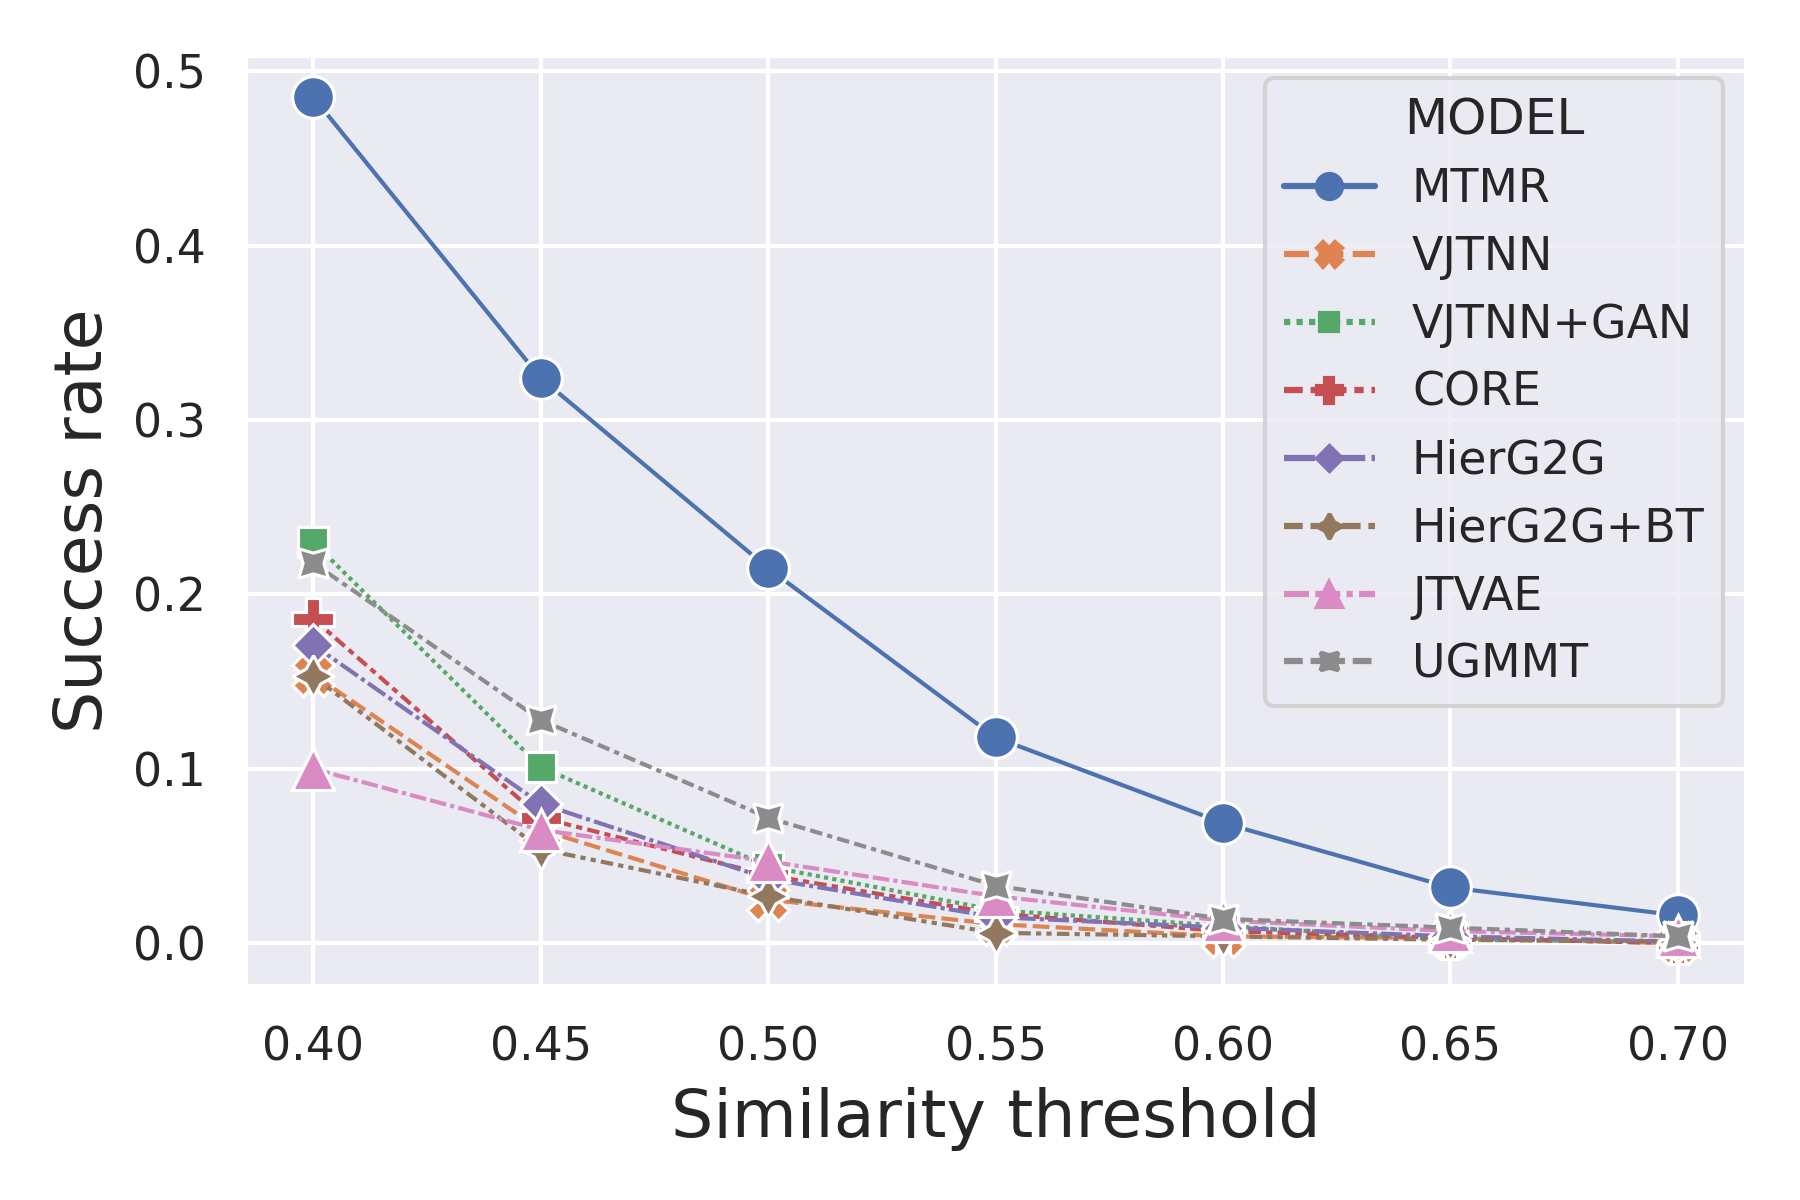 0.5
0.4
0.3
0.2
0.1
0.0
Success rate
0.40 0.45 0.50 0.55 0.60 0.65 0.70
Similarity threshold
MODEL
MTMR
VJTNN
VJTNN+GAN
CORE
HierG2G
HierG2G+BT
JTVAE
UGMMT